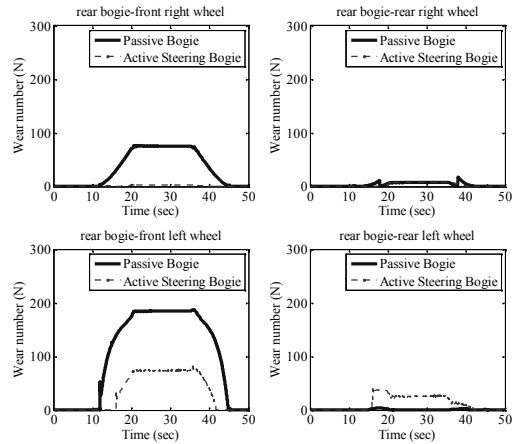 rear bogie-front right wheel
300
200
100
0
Wear number (N)
Passive Bogie
Active Steering Bogie
0 10 20 30 40 50
Time (sec)
rear bogie-rear right wheel
300
200
100
0
Wear number (N)
Passive Bogie
Active Steering Bogie
0 10 20 30 40 50
Time (sec)
rear bogie-front left wheel
300
200
100
0
Wear number (N)
Passive Bogie
Active Steering Bogie
0 10 20 30 40 50
Time (sec)
rear bogie-rear left wheel
300
200
100
0
Wear number (N)
Passive Bogie
Active Steering Bogie
0 10 20 30 40 50
Time (sec)